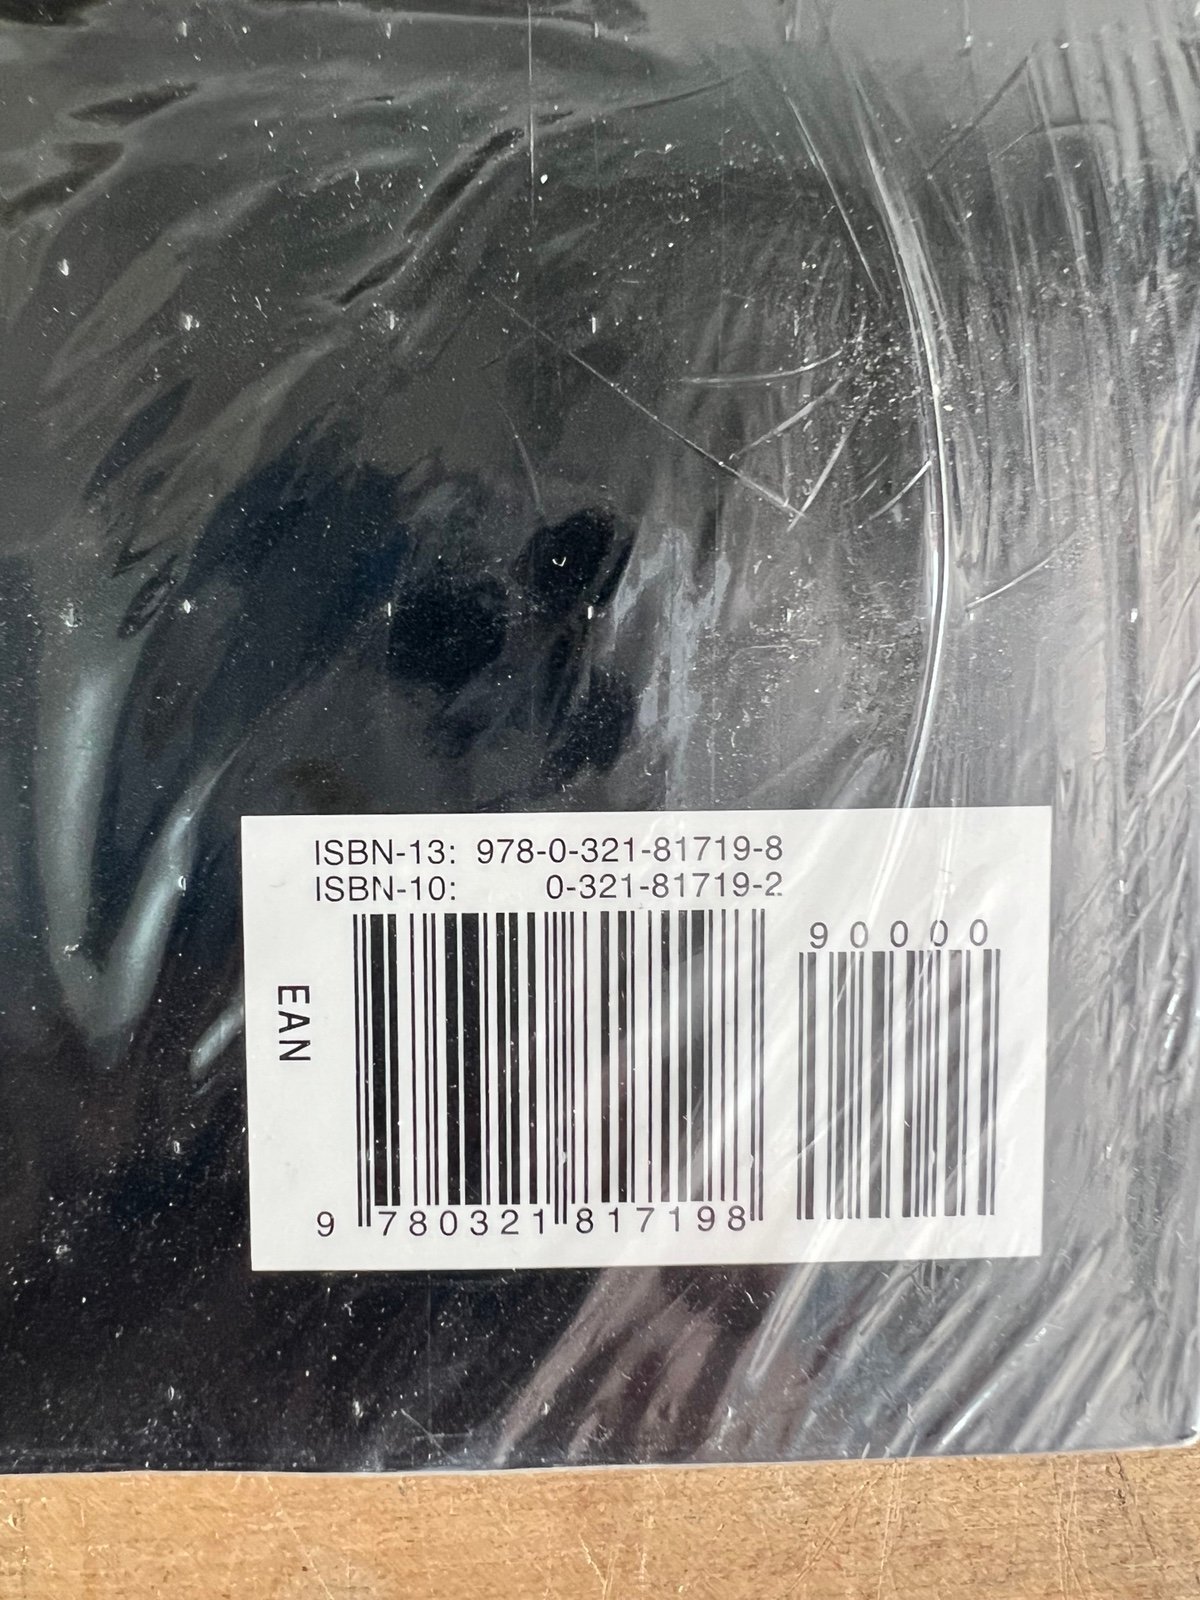 ISBN-13: 978-0-321-81719-8
ISBN-10: 0-321-81719-2
90000
EAN
9 780321 817198